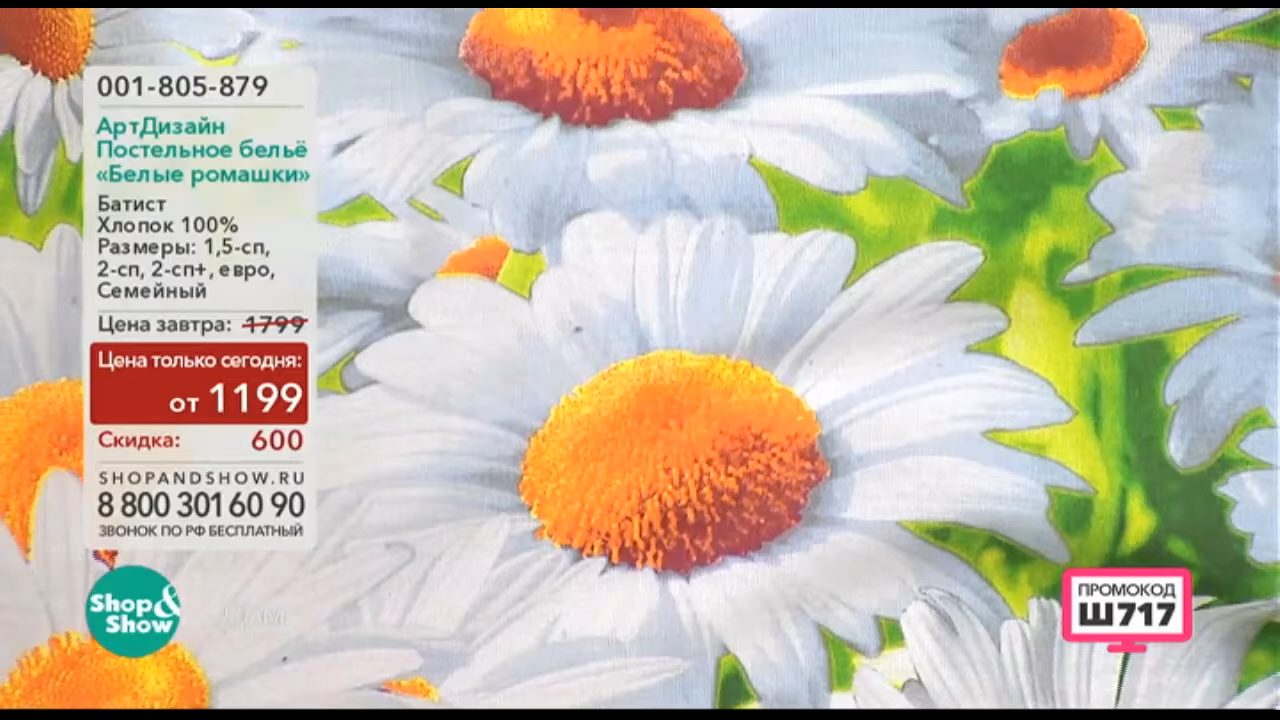 001-805-879
АртДизайн
Постельное бельё
«Белые ромашки»
Батист
Хлопок 100%
Размеры: 1,5-сп,
2-сп, 2-сп+, евро,
Семейный
Цена завтра: 1799
Цена только сегодня:
от 1199
Скидка: 600
SHOPANDSHOW.RU
8 800 301 60 90
ЗВОНОК ПО РФ БЕСПЛАТНЫЙ
Shop&
Show
ПРОМОКОД
Ш717